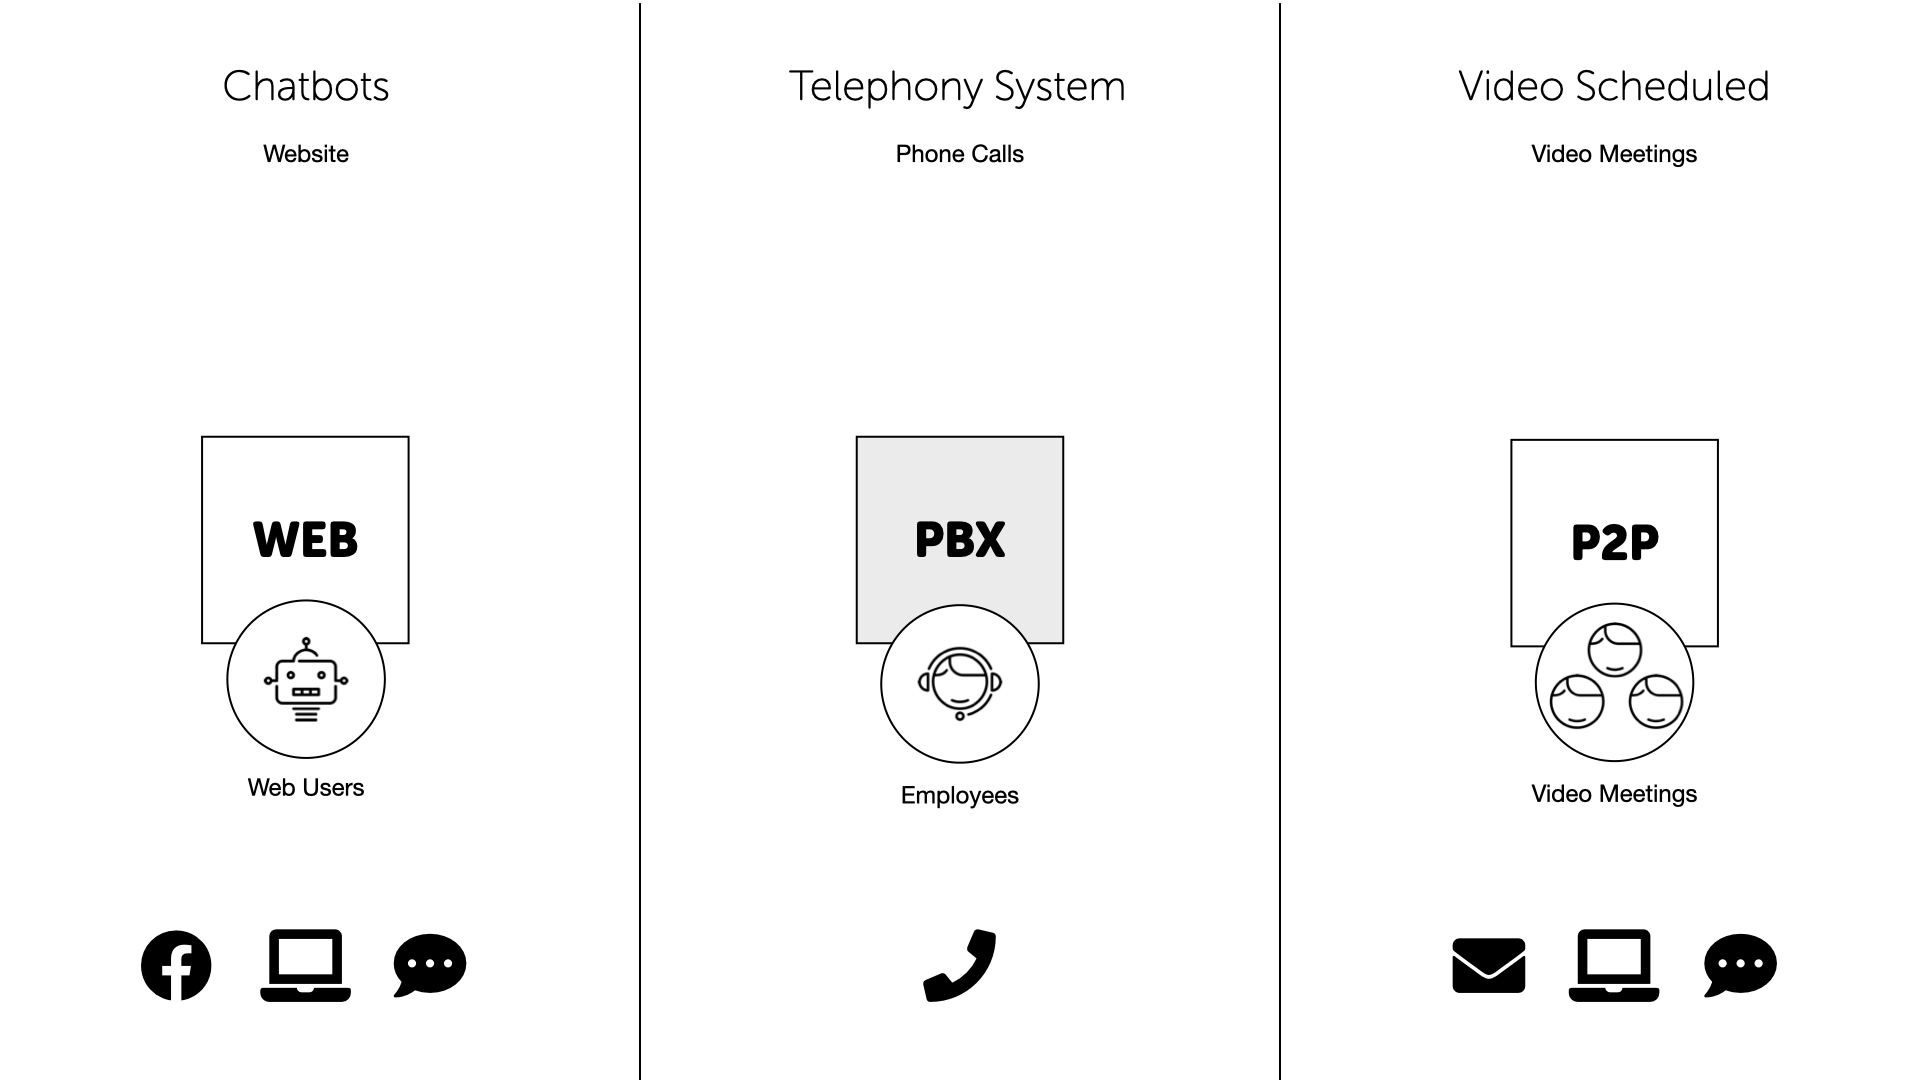 Chatbots
Website
WEB
Web Users
Telephony System
Phone Calls
PBX
Employees
Video Scheduled
Video Meetings
P2P
Video Meetings